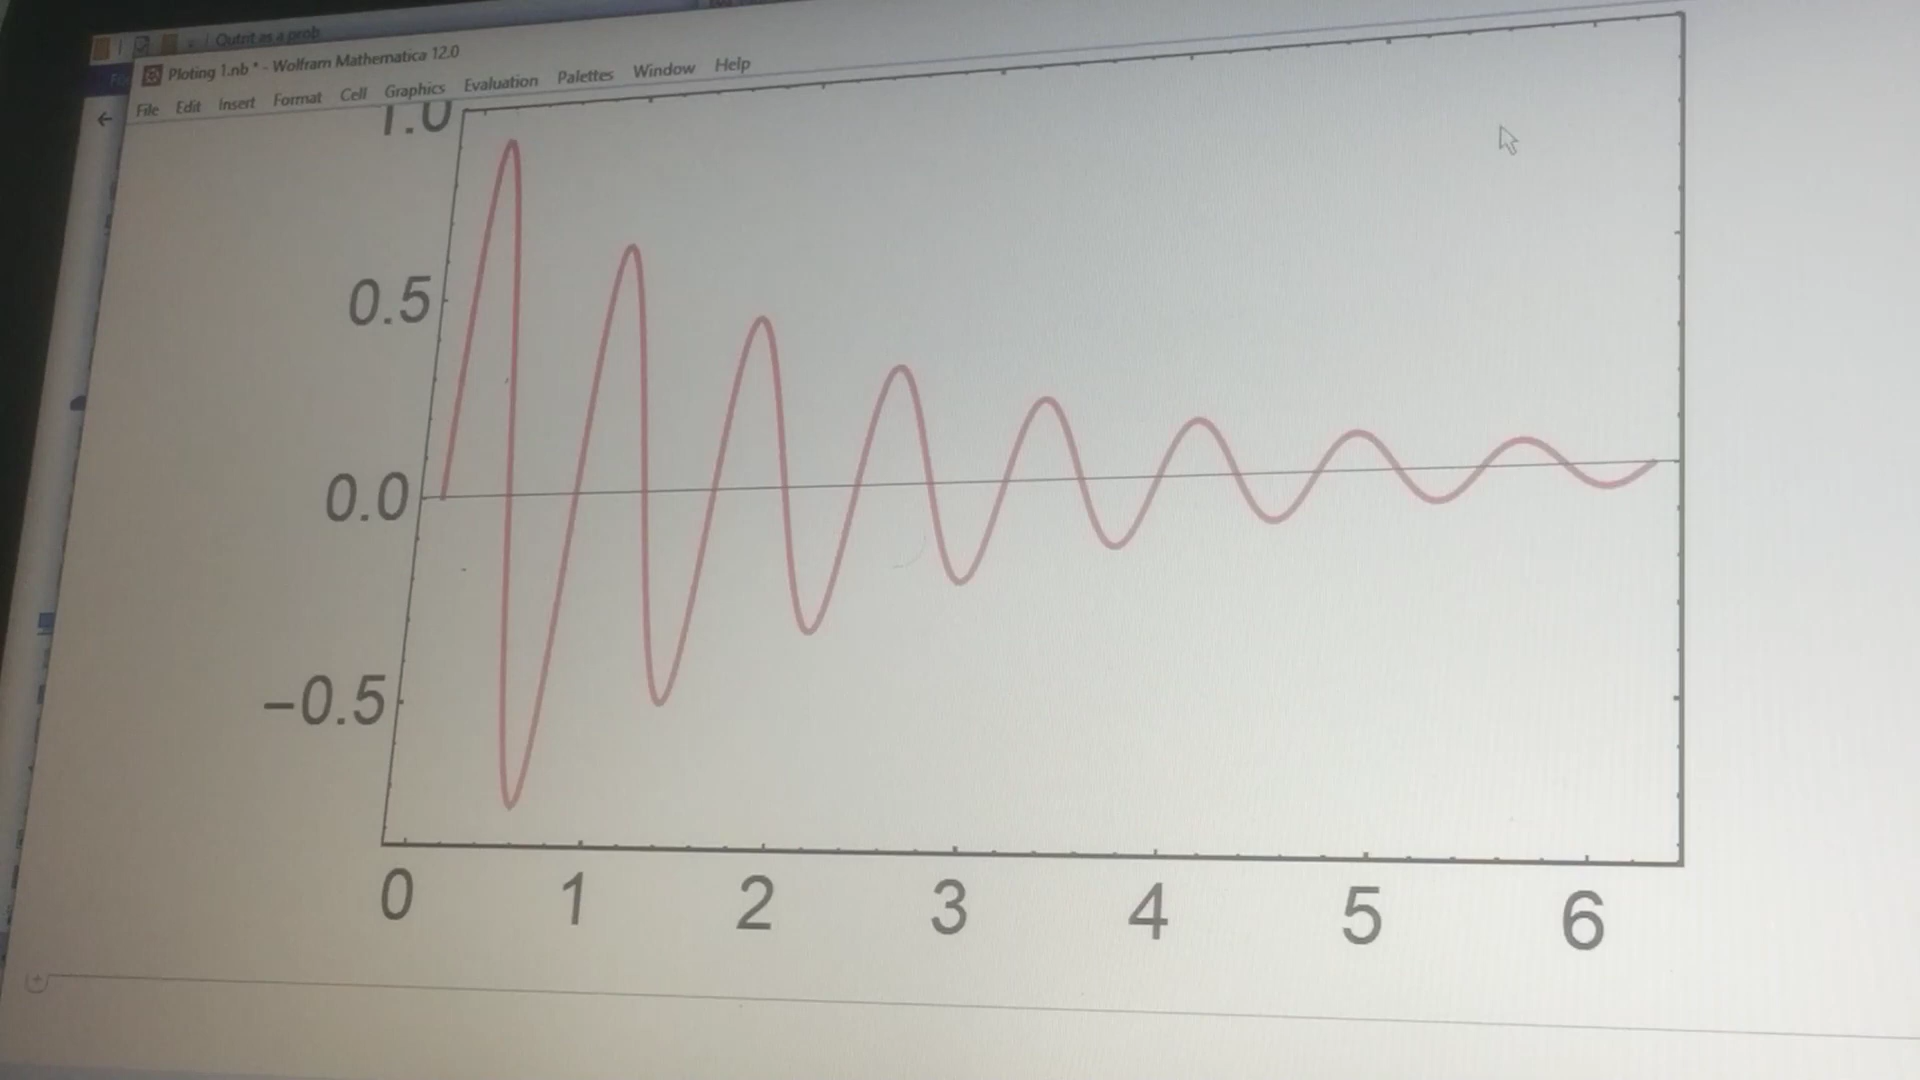 Outrit as a prob
Ploting 1.nb * - Wolfram Mathematica 12.0
File Edit Insert Format Cell Graphics Evaluation Palettes Window Help
1.0
0.5
0.0
−0.5
0 1 2 3 4 5 6